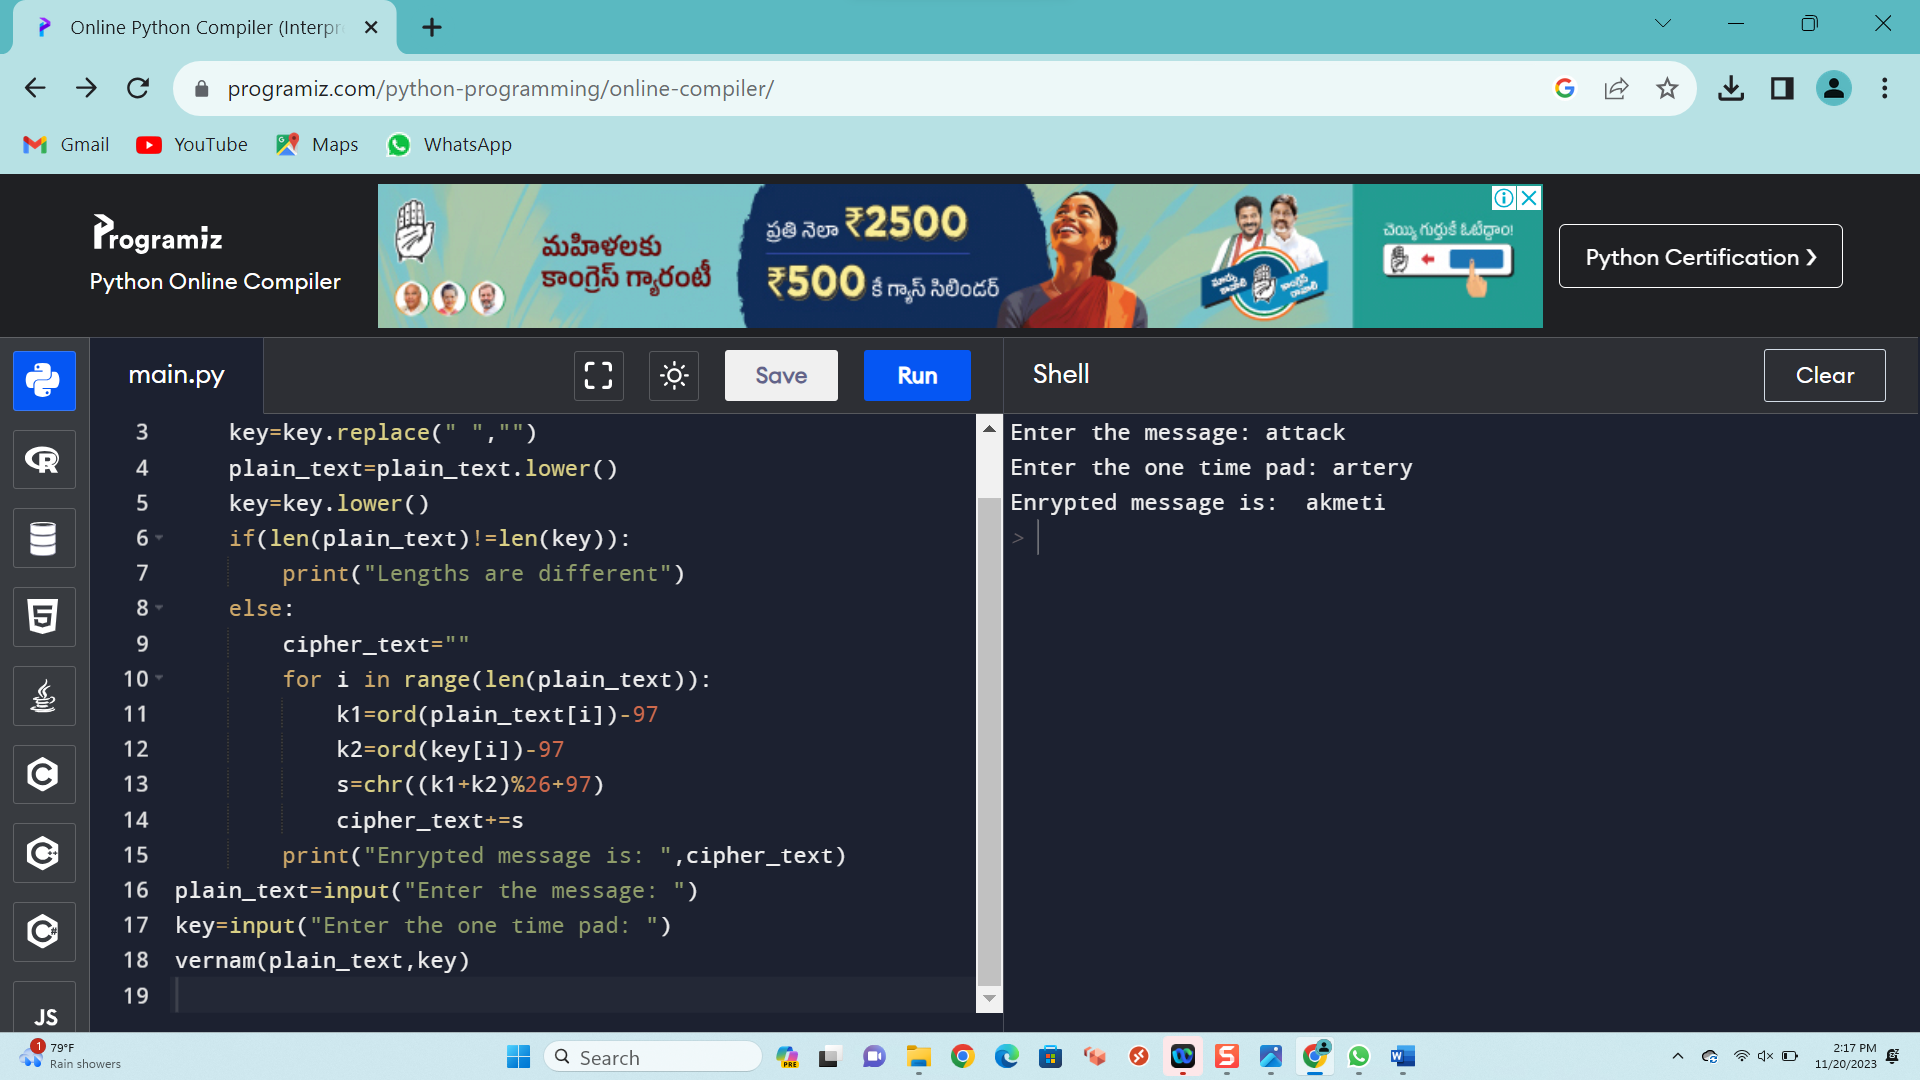 Online Python Compiler (Interpr
programiz.com/python-programming/online-compiler/
Gmail
YouTube
Maps
WhatsApp
Programiz
Python Online Compiler
మహిళలకు
కాంగ్రెస్ గ్యారంటీ
ప్రతి నెలా ₹2500
₹500 కే గ్యాస్ సిలిండర్
చెయ్యి గుర్తుకే ఓటేద్దాం!
Python Certification ❯
main.py
Save
Run
Shell
Clear
3 key=key.replace(" ","")
4 plain_text=plain_text.lower()
5 key=key.lower()
6 if(len(plain_text)!=len(key)):
7 print("Lengths are different")
8 else:
9 cipher_text=""
10 for i in range(len(plain_text)):
11 k1=ord(plain_text[i])-97
12 k2=ord(key[i])-97
13 s=chr((k1+k2)%26+97)
14 cipher_text+=s
15 print("Enrypted message is: ",cipher_text)
16 plain_text=input("Enter the message: ")
17 key=input("Enter the one time pad: ")
18 vernam(plain_text,key)
19
Enter the message: attack
Enter the one time pad: artery
Enrypted message is:  akmeti
>
JS
1
79°F
Rain showers
Search
PRE
2:17 PM
11/20/2023